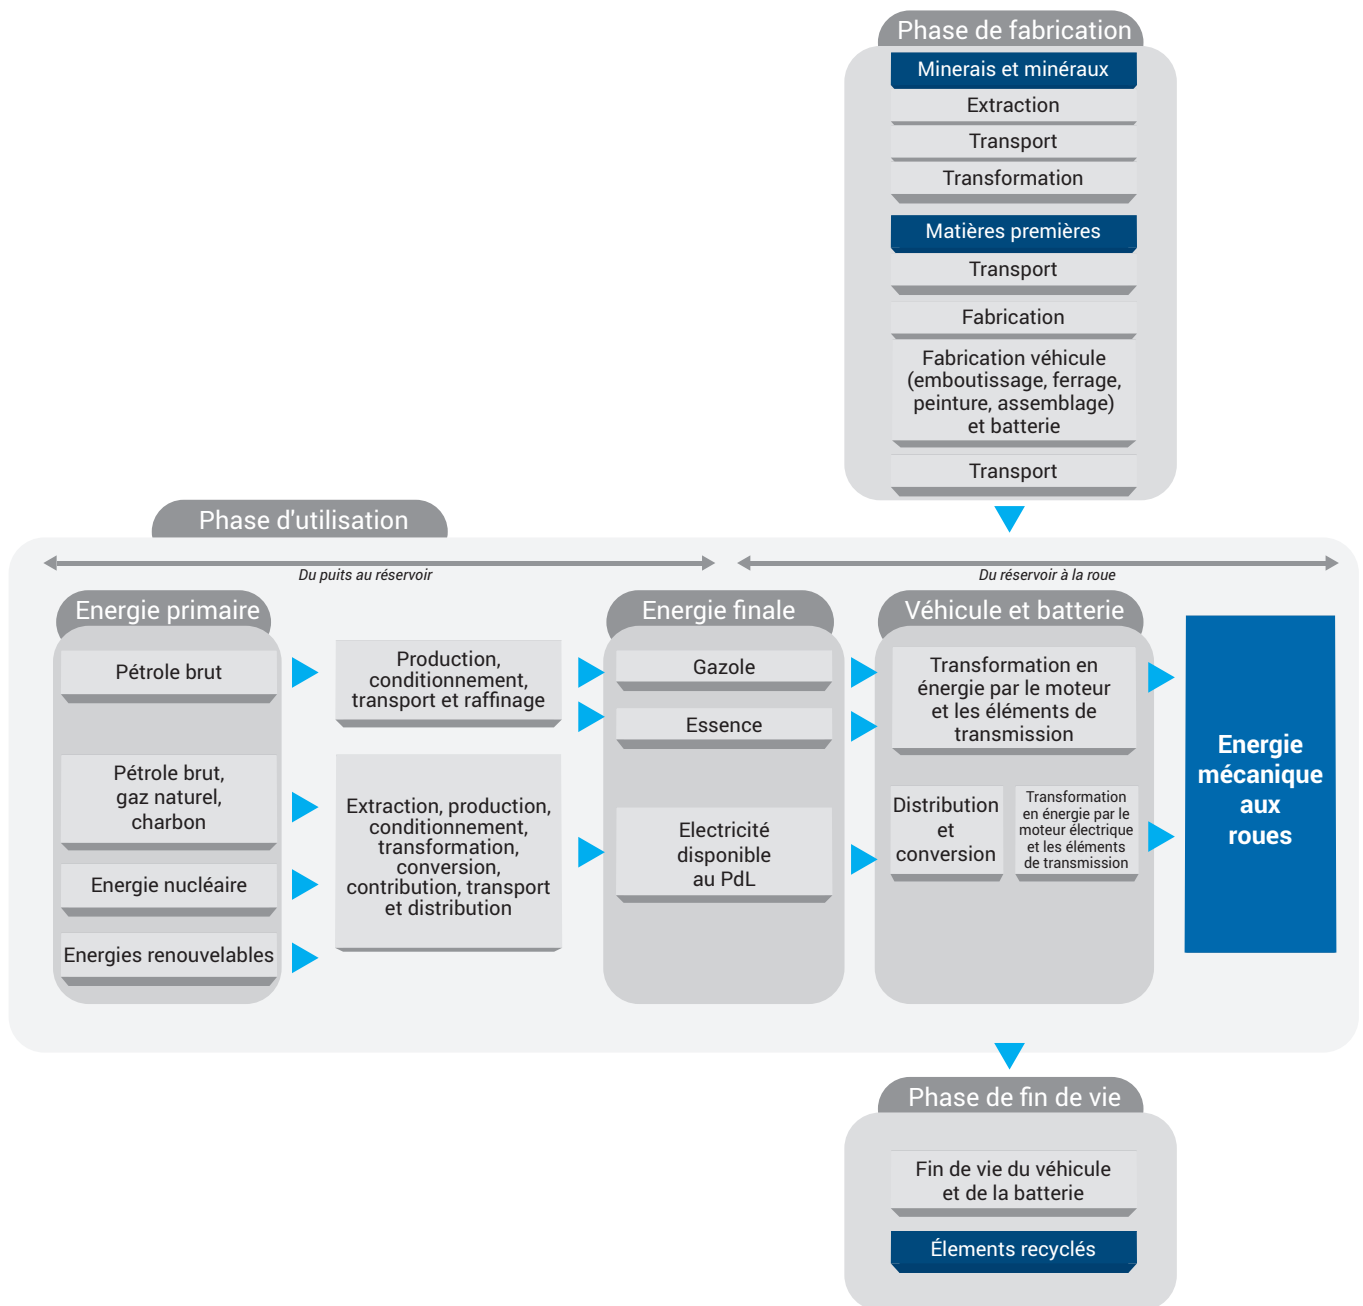 Phase de fabrication
Minerais et minéraux
Extraction
Transport
Transformation
Matières premières
Transport
Fabrication
Fabrication véhicule
(emboutissage, ferrage,
peinture, assemblage)
et batterie
Transport
Phase d'utilisation
Du puits au réservoir
Du réservoir à la roue
Energie primaire
Pétrole brut
Pétrole brut,
gaz naturel,
charbon
Energie nucléaire
Energies renouvelables
Production,
conditionnement,
transport et raffinage
Extraction, production,
conditionnement,
transformation,
conversion,
contribution, transport
et distribution
Energie finale
Gazole
Essence
Electricité
disponible
au PdL
Véhicule et batterie
Transformation en
énergie par le moteur
et les éléments de
transmission
Distribution
et
conversion
Transformation
en énergie par le
moteur électrique
et les éléments
de transmission
Energie
mécanique
aux
roues
Phase de fin de vie
Fin de vie du véhicule
et de la batterie
Élements recyclés